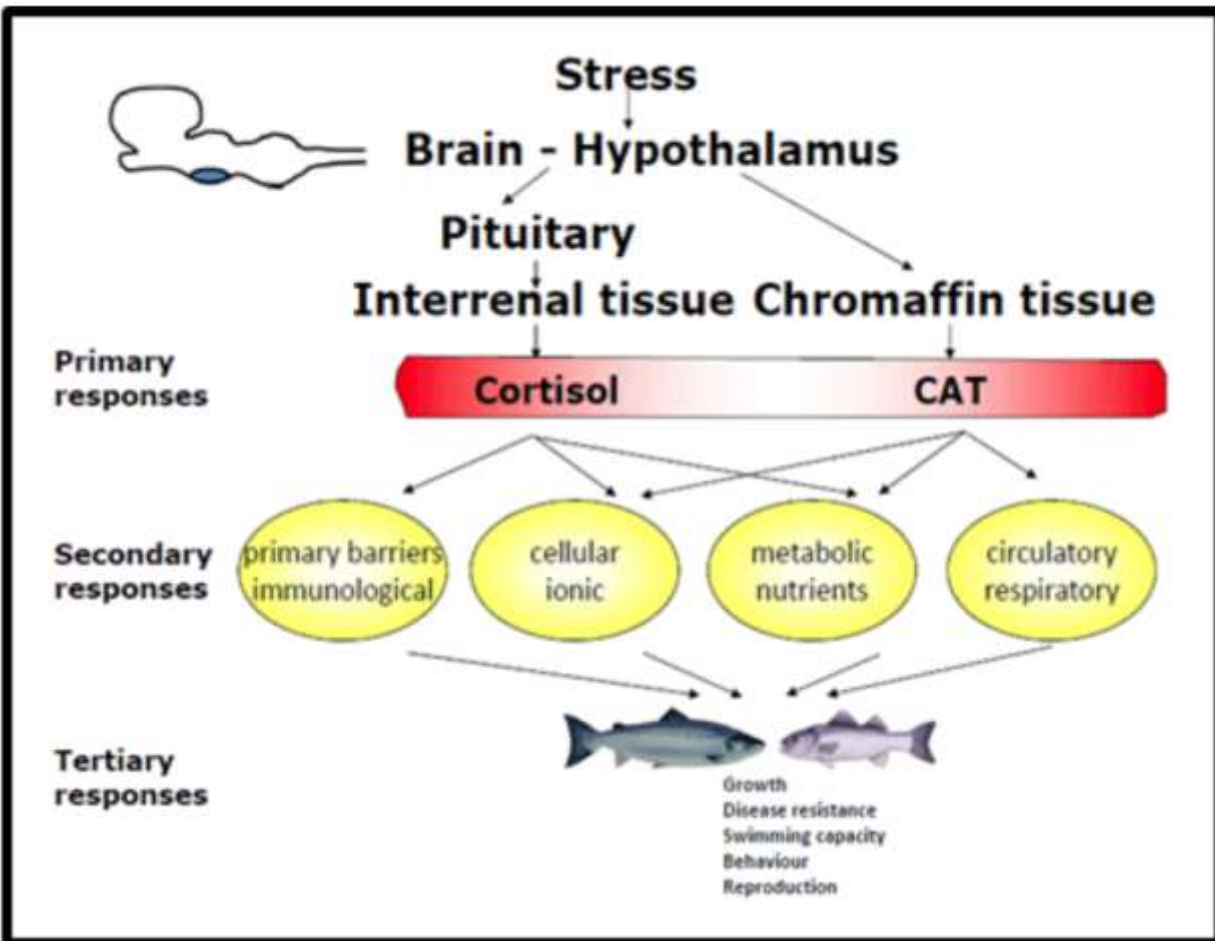 Stress
Brain - Hypothalamus
Pituitary
Interrenal tissue Chromaffin tissue
Primary
responses
Cortisol CAT
Secondary
responses
primary barriers
immunological
cellular
ionic
metabolic
nutrients
circulatory
respiratory
Tertiary
responses
Growth
Disease resistance
Swimming capacity
Behaviour
Reproduction